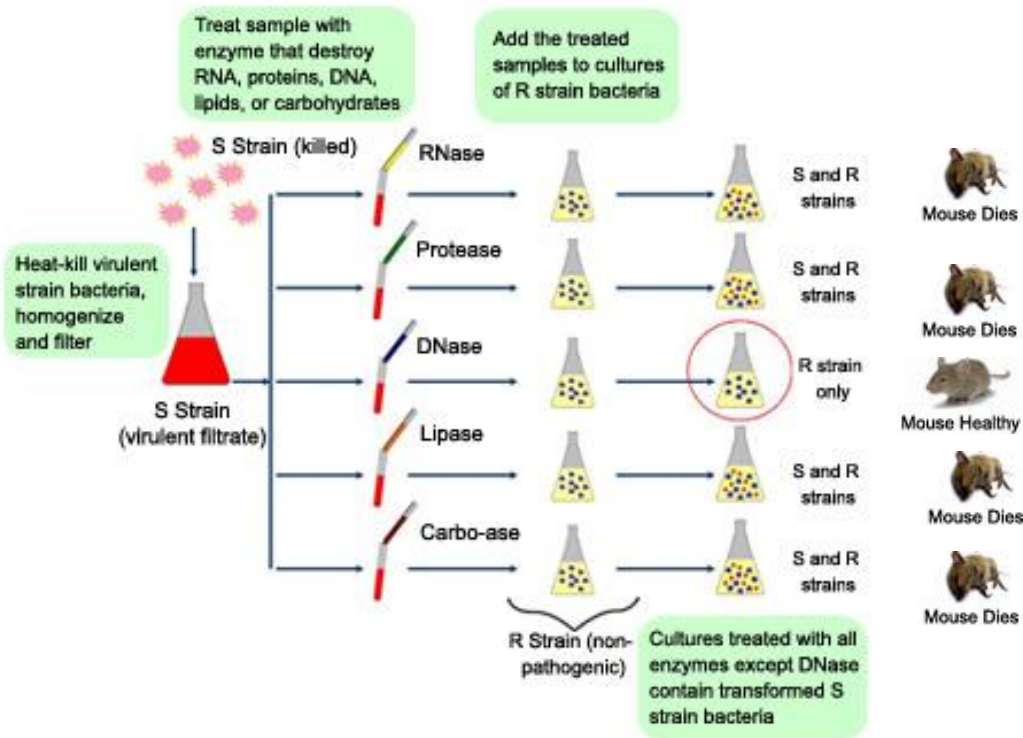 Treat sample with
enzyme that destroy
RNA, proteins, DNA,
lipids, or carbohydrates
Add the treated
samples to cultures
of R strain bacteria
S Strain (killed)
Heat-kill virulent
strain bacteria,
homogenize
and filter
S Strain
(virulent filtrate)
RNase
S and R
strains
Mouse Dies
Protease
S and R
strains
Mouse Dies
DNase
R strain
only
Mouse Healthy
Lipase
S and R
strains
Mouse Dies
Carbo-ase
S and R
strains
Mouse Dies
R Strain (non-
pathogenic)
Cultures treated with all
enzymes except DNase
contain transformed S
strain bacteria